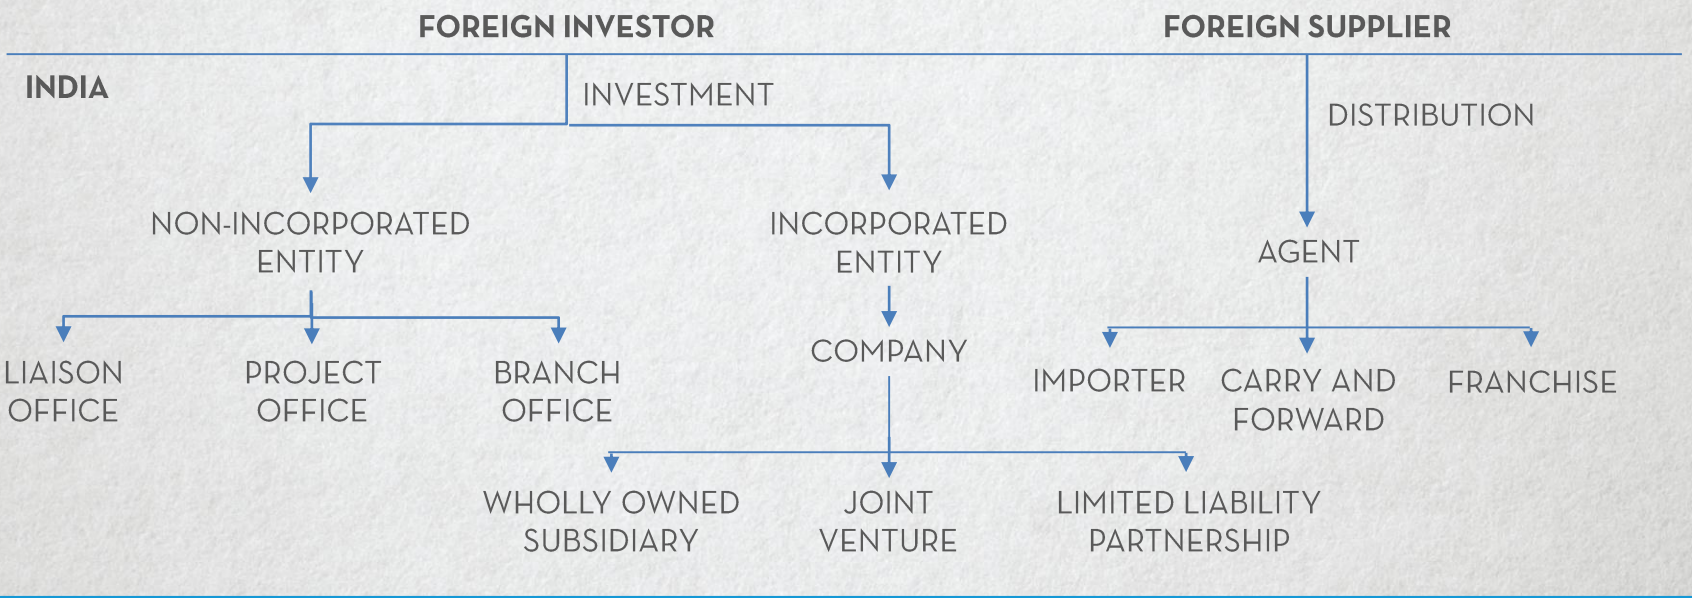 FOREIGN INVESTOR
FOREIGN SUPPLIER
INDIA
INVESTMENT
DISTRIBUTION
NON-INCORPORATED
ENTITY
INCORPORATED
ENTITY
AGENT
COMPANY
LIAISON
OFFICE
PROJECT
OFFICE
BRANCH
OFFICE
IMPORTER
CARRY AND
FORWARD
FRANCHISE
WHOLLY OWNED
SUBSIDIARY
JOINT
VENTURE
LIMITED LIABILITY
PARTNERSHIP